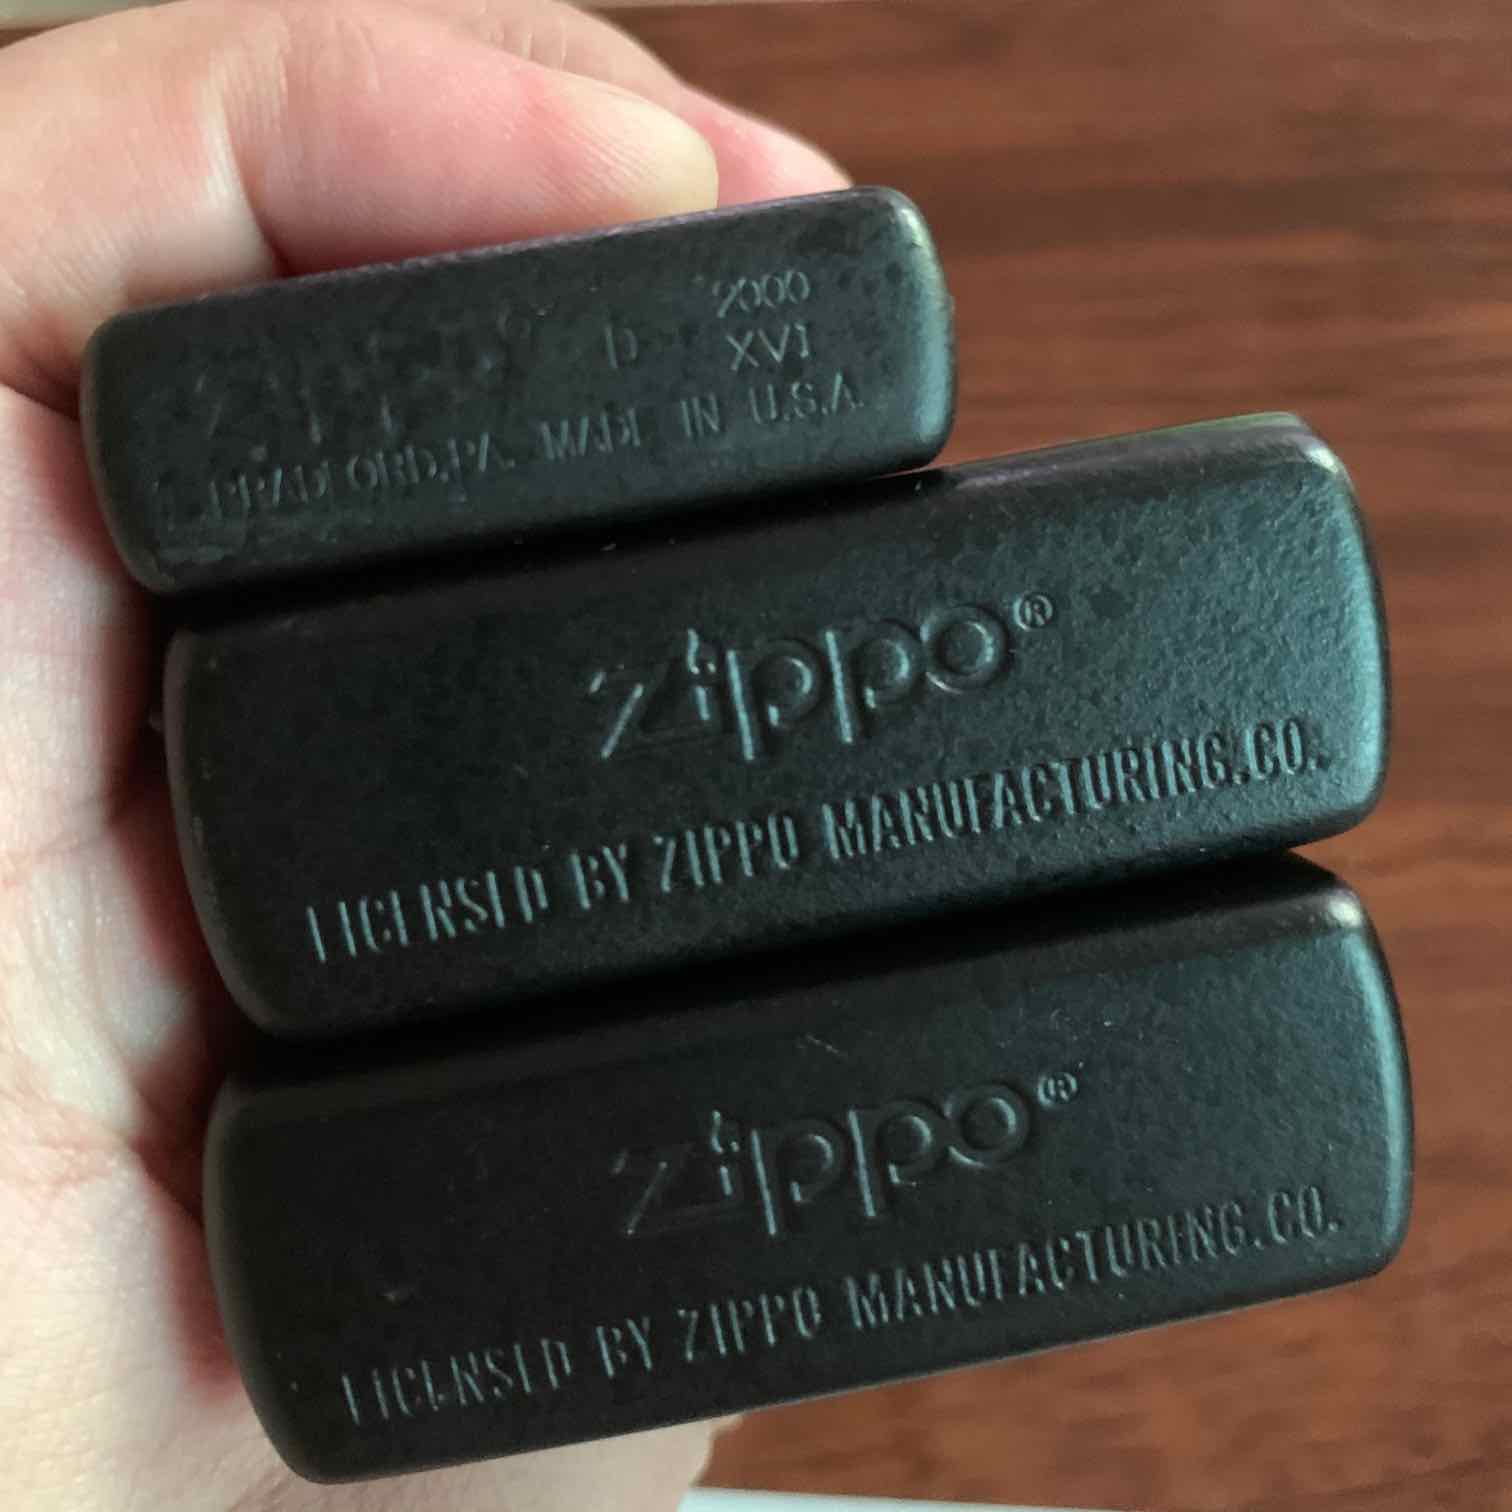 2000
XVI
BRADFORD,PA. MADE IN U.S.A.
Zippo®
LICENSED BY ZIPPO MANUFACTURING.CO.
Zippo®
LICENSED BY ZIPPO MANUFACTURING.CO.